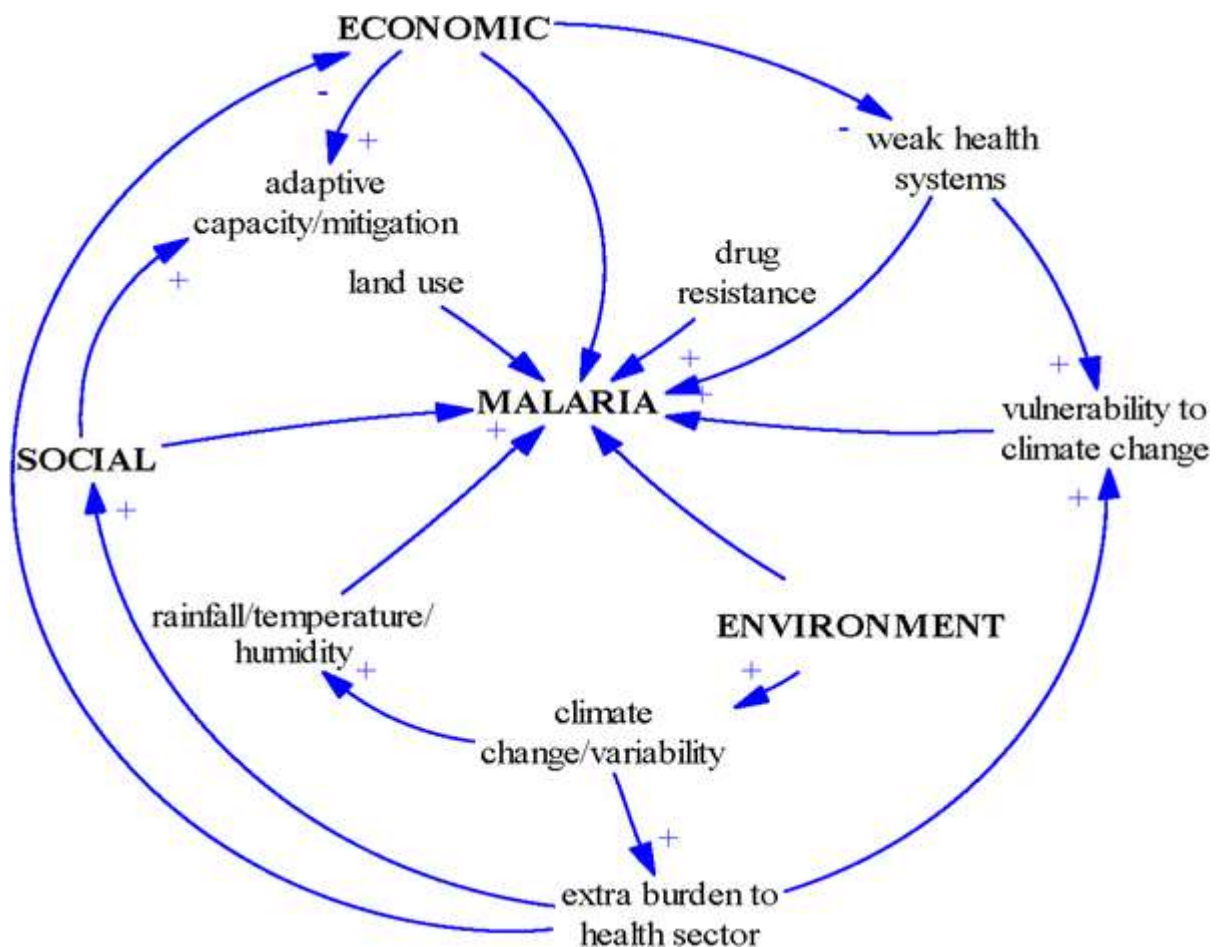 ECONOMIC
-
-
+
weak health
systems
adaptive
capacity/mitigation
+
land use
drug
resistance
+
+
+
MALARIA
+
vulnerability to
climate change
SOCIAL
+
+
rainfall/temperature/
humidity
+
ENVIRONMENT
+
climate
change/variability
+
extra burden to
health sector